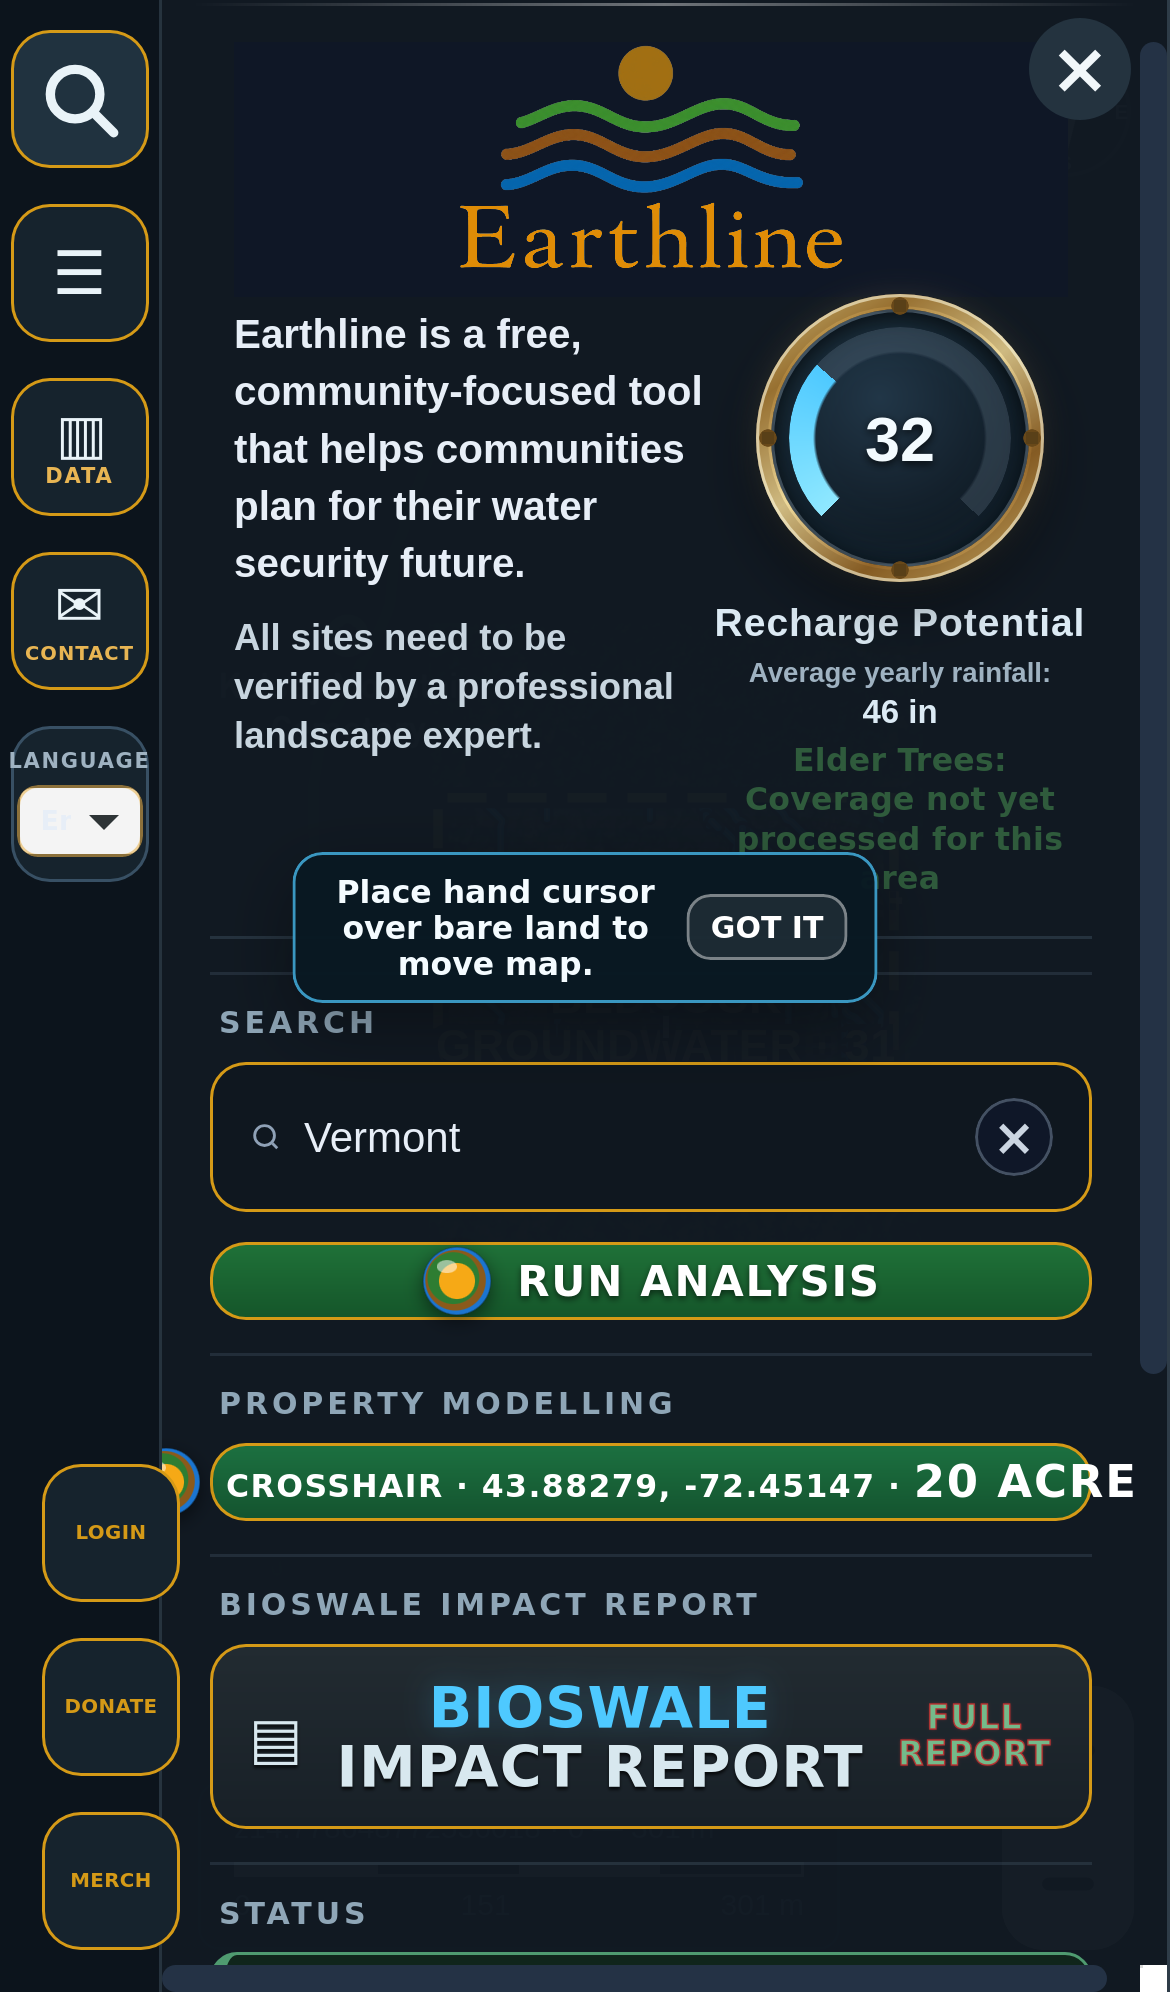 Earthline
Earthline is a free,
community-focused tool
that helps communities
plan for their water
security future.
All sites need to be
verified by a professional
landscape expert.
32
Recharge Potential
Average yearly rainfall:
46 in
Elder Trees:
Coverage not yet
processed for this
DATA
CONTACT
LANGUAGE
Place hand cursor
over bare land to
move map.
GOT IT
SEARCH
GROUNDWATER
Vermont
RUN ANALYSIS
PROPERTY MODELLING
CROSSHAIR · 43.88279, -72.45147 · 20 ACRE
BIOSWALE IMPACT REPORT
BIOSWALE
IMPACT REPORT
FULL
REPORT
STATUS
LOGIN
DONATE
MERCH